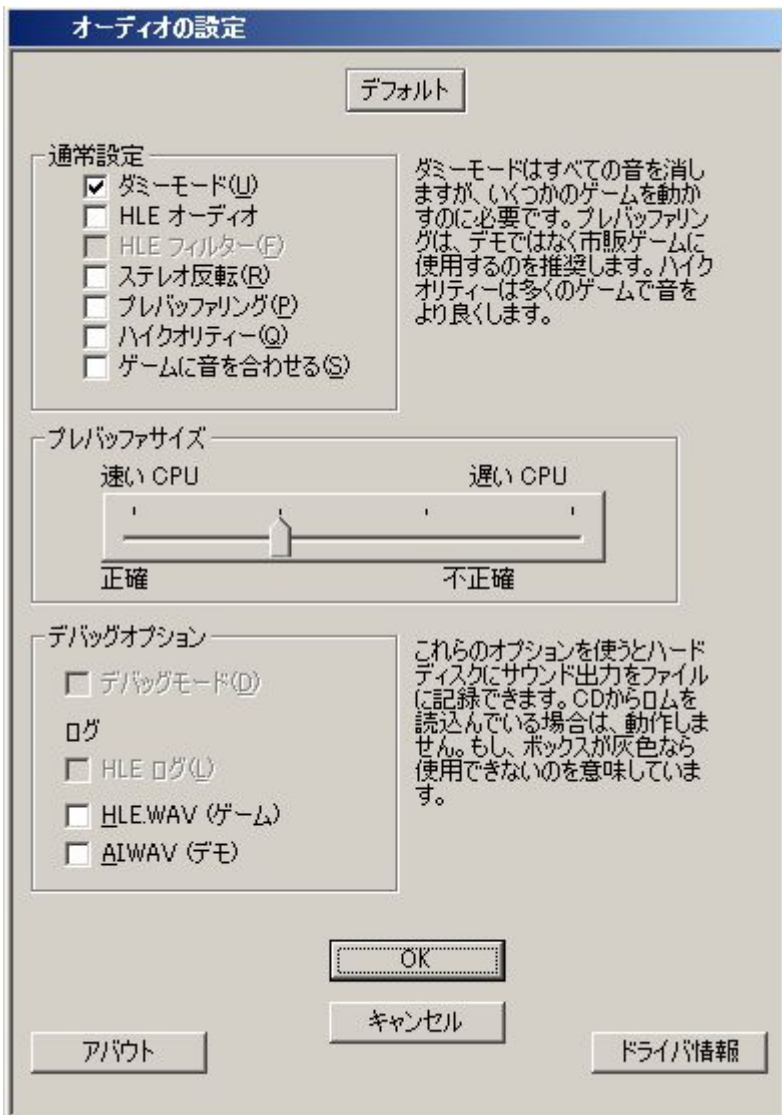 オーディオの設定
デフォルト
通常設定
ダミーモード(U)
HLE オーディオ
HLE フィルター(F)
ステレオ反転(R)
プレバッファリング(P)
ハイクオリティー(Q)
ゲームに音を合わせる(S)
ダミーモードはすべての音を消し
ますが、いくつかのゲームを動か
すのに必要です。プレバッファリン
グは、デモではなく市販ゲームに
使用するのを推奨します。ハイク
オリティーは多くのゲームで音を
より良くします。
プレバッファサイズ
速い CPU
遅い CPU
正確
不正確
デバッグオプション
デバッグモード(D)
ログ
HLE ログ(L)
HLE.WAV (ゲーム)
AI.WAV (デモ)
これらのオプションを使うとハード
ディスクにサウンド出力をファイル
に記録できます。CDからロムを
読込んでいる場合は、動作しま
せん。もし、ボックスが灰色なら
使用できないのを意味していま
す。
OK
キャンセル
アバウト
ドライバ情報